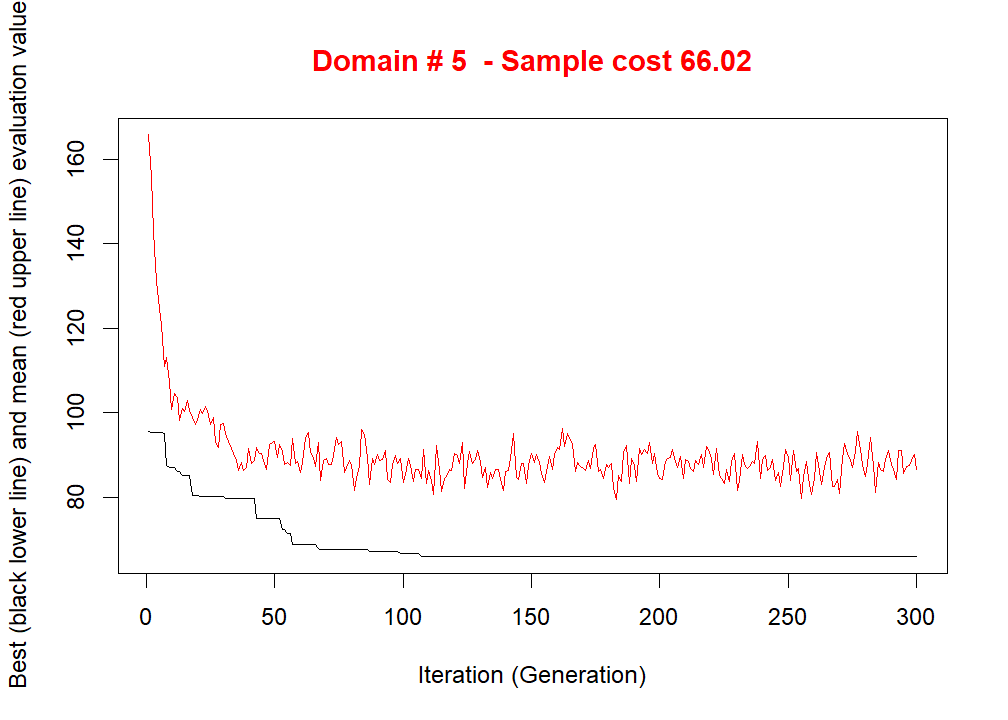 Domain # 5  - Sample cost 66.02
Best (black lower line) and mean (red upper line) evaluation value
160
140
120
100
80
0 50 100 150 200 250 300
Iteration (Generation)